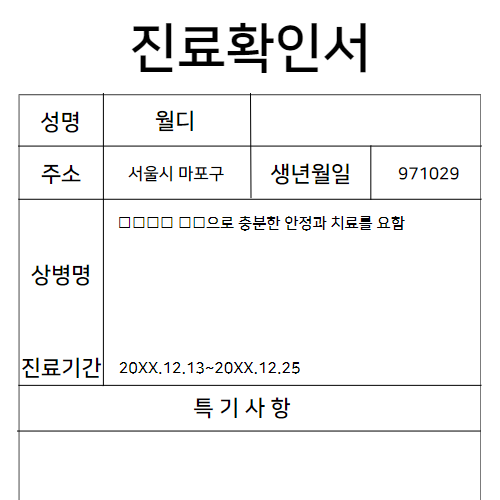 진료확인서
성명 월디
주소 서울시 마포구 생년월일 971029
상병명 □□□□ □□으로 충분한 안정과 치료를 요함
진료기간 20XX.12.13~20XX.12.25
특 기 사 항